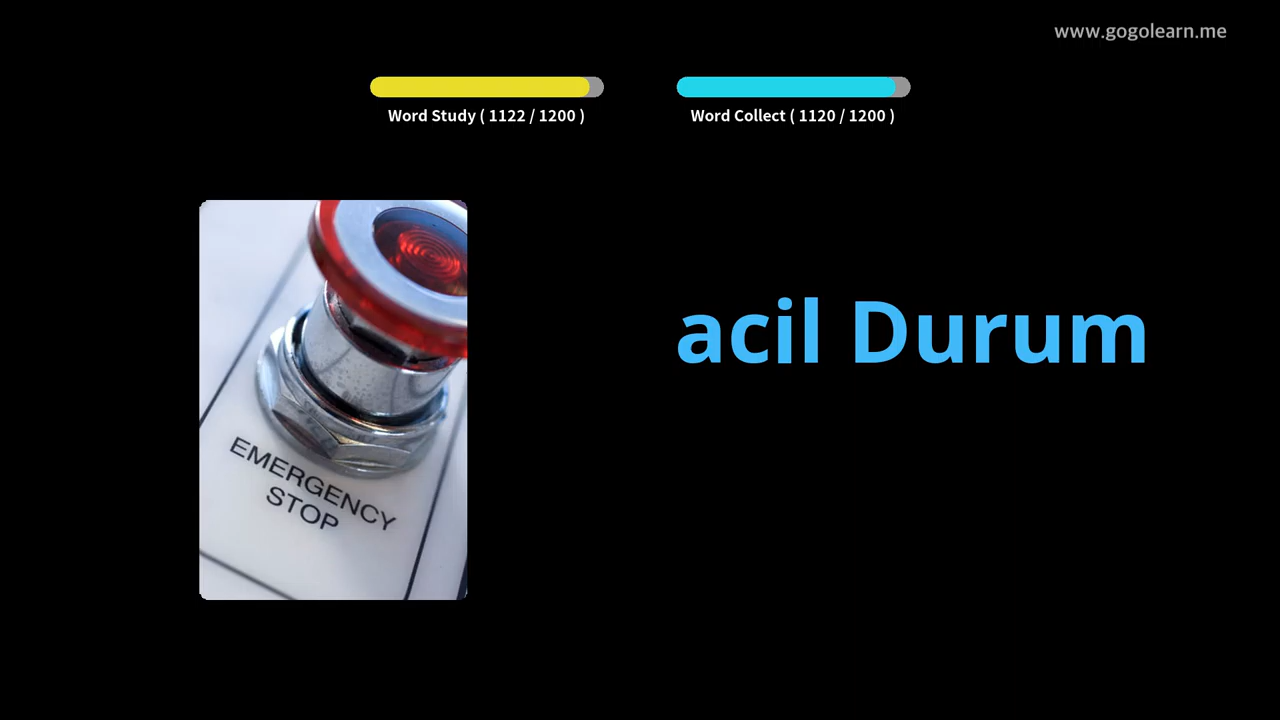 www.gogolearn.me
Word Study ( 1122 / 1200 )
Word Collect ( 1120 / 1200 )
acil Durum
EMERGENCY
STOP